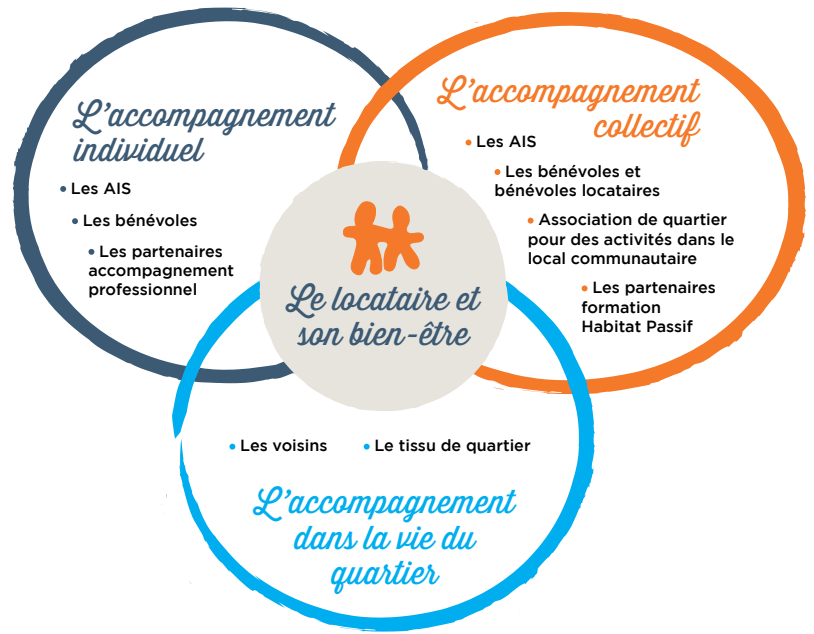 L'accompagnement
individuel
• Les AIS
• Les bénévoles
• Les partenaires
accompagnement
professionnel
L'accompagnement
collectif
• Les AIS
• Les bénévoles et
bénévoles locataires
• Association de quartier
pour des activités dans le
local communautaire
• Les partenaires
formation
Habitat Passif
Le locataire et
son bien-être
• Les voisins
• Le tissu de quartier
L'accompagnement
dans la vie du
quartier